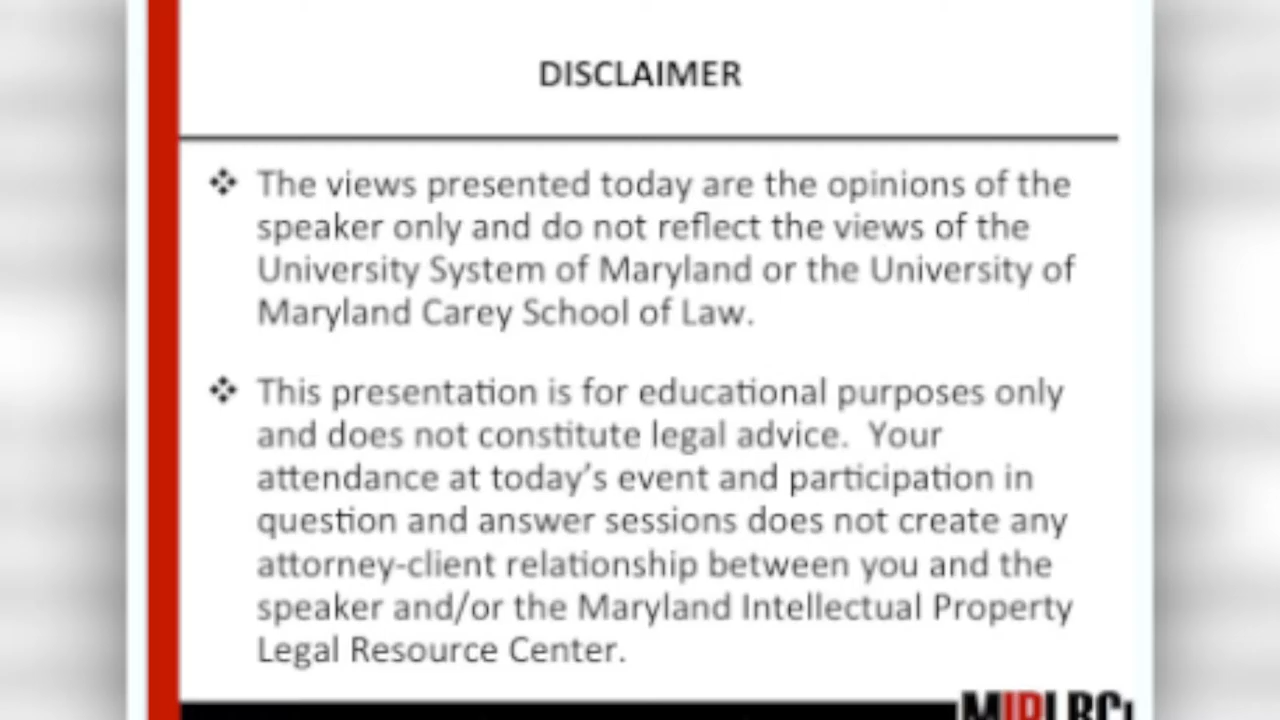 DISCLAIMER
❖ The views presented today are the opinions of the
speaker only and do not reflect the views of the
University System of Maryland or the University of
Maryland Carey School of Law.
❖ This presentation is for educational purposes only
and does not constitute legal advice.  Your
attendance at today’s event and participation in
question and answer sessions does not create any
attorney-client relationship between you and the
speaker and/or the Maryland Intellectual Property
Legal Resource Center.
MIPLRC